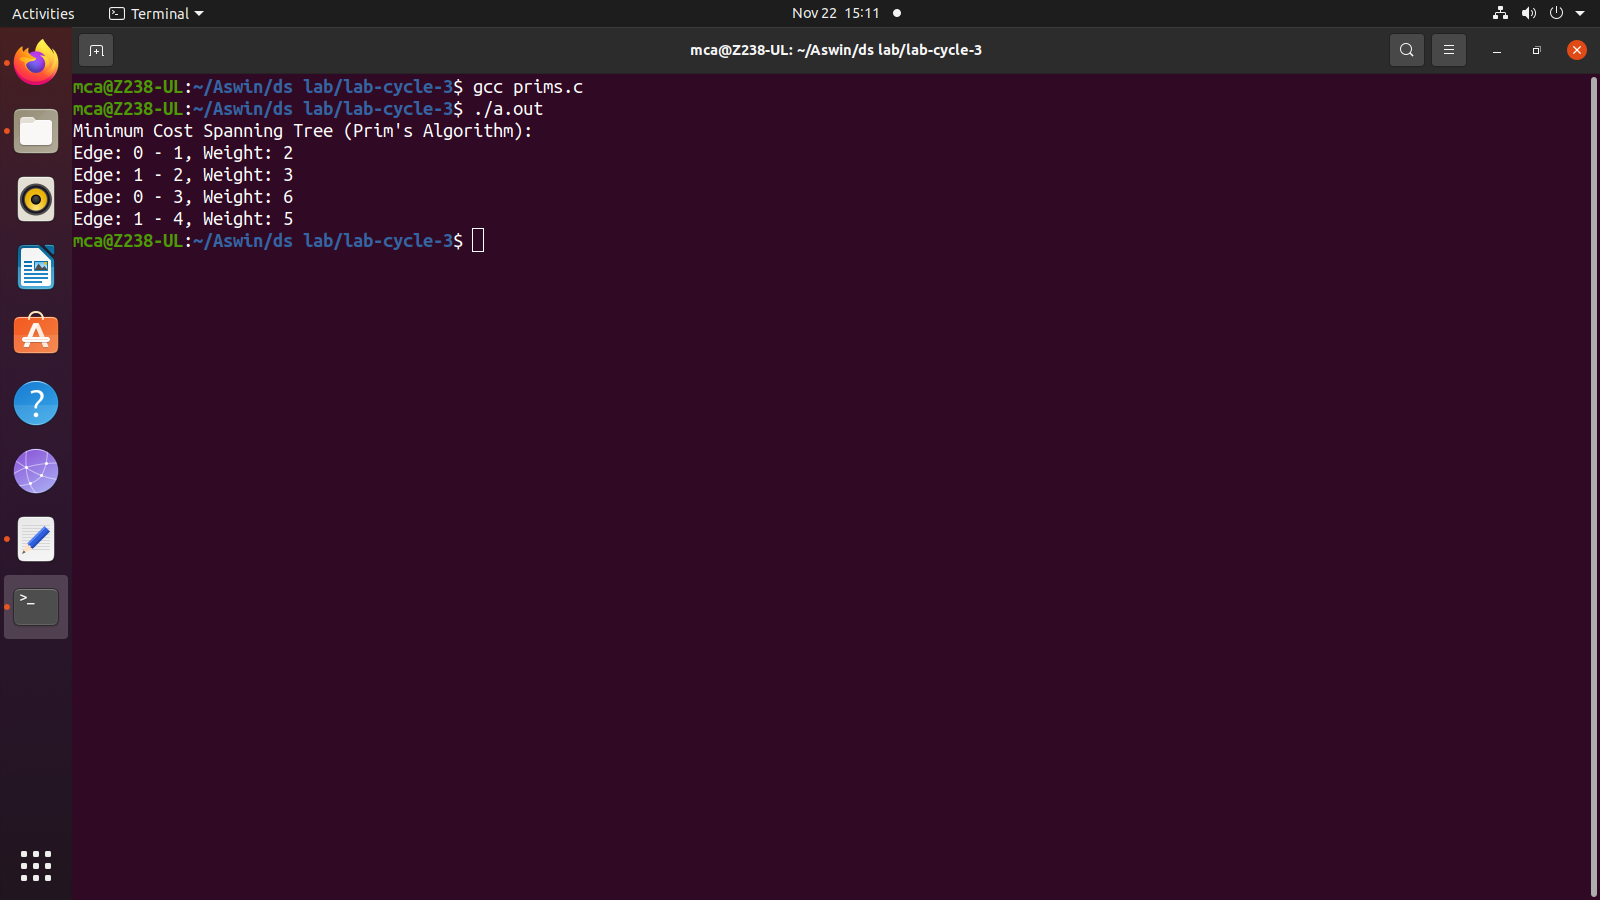 Activities
Terminal
Nov 22 15:11
mca@Z238-UL: ~/Aswin/ds lab/lab-cycle-3
mca@Z238-UL:~/Aswin/ds lab/lab-cycle-3$ gcc prims.c
mca@Z238-UL:~/Aswin/ds lab/lab-cycle-3$ ./a.out
Minimum Cost Spanning Tree (Prim's Algorithm):
Edge: 0 - 1, Weight: 2
Edge: 1 - 2, Weight: 3
Edge: 0 - 3, Weight: 6
Edge: 1 - 4, Weight: 5
mca@Z238-UL:~/Aswin/ds lab/lab-cycle-3$